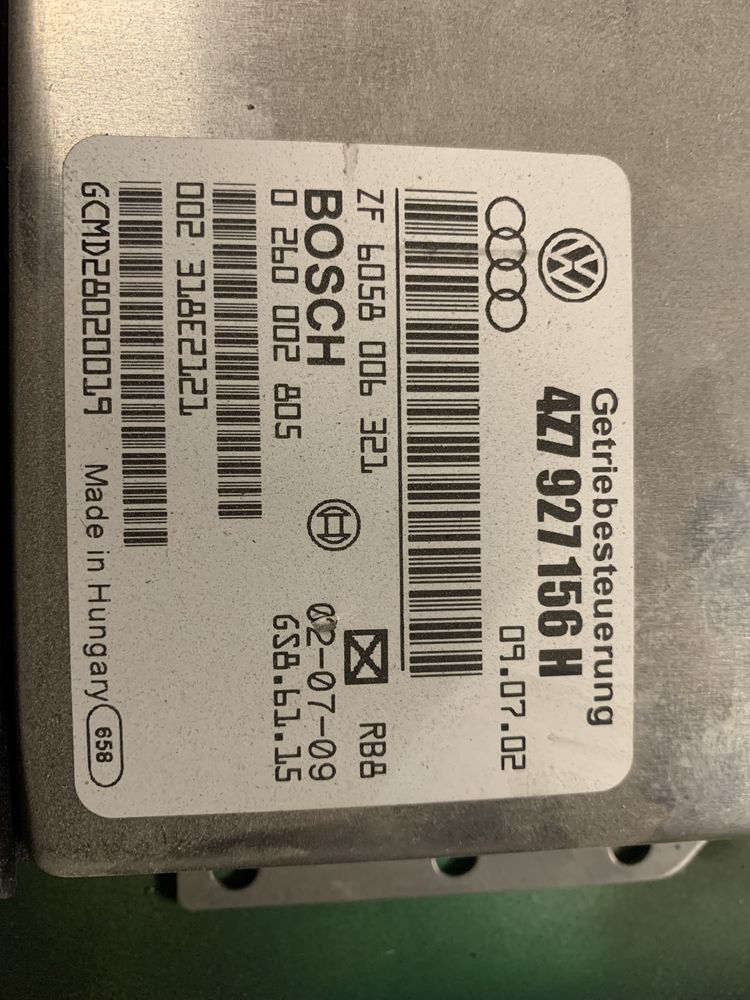 Getriebesteuerung
4Z7 927 156 H
09.07.02
ZF 6058 006 321 RB8
BOSCH 02-07-09
0 260 002 805 GS8.61.15
002 318E2121
GCMD28020019 Made in Hungary 658